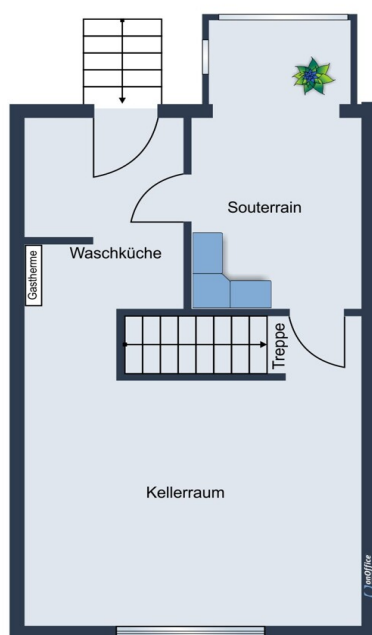 Souterrain
Waschküche
Gastherme
Treppe
Kellerraum
onOffice